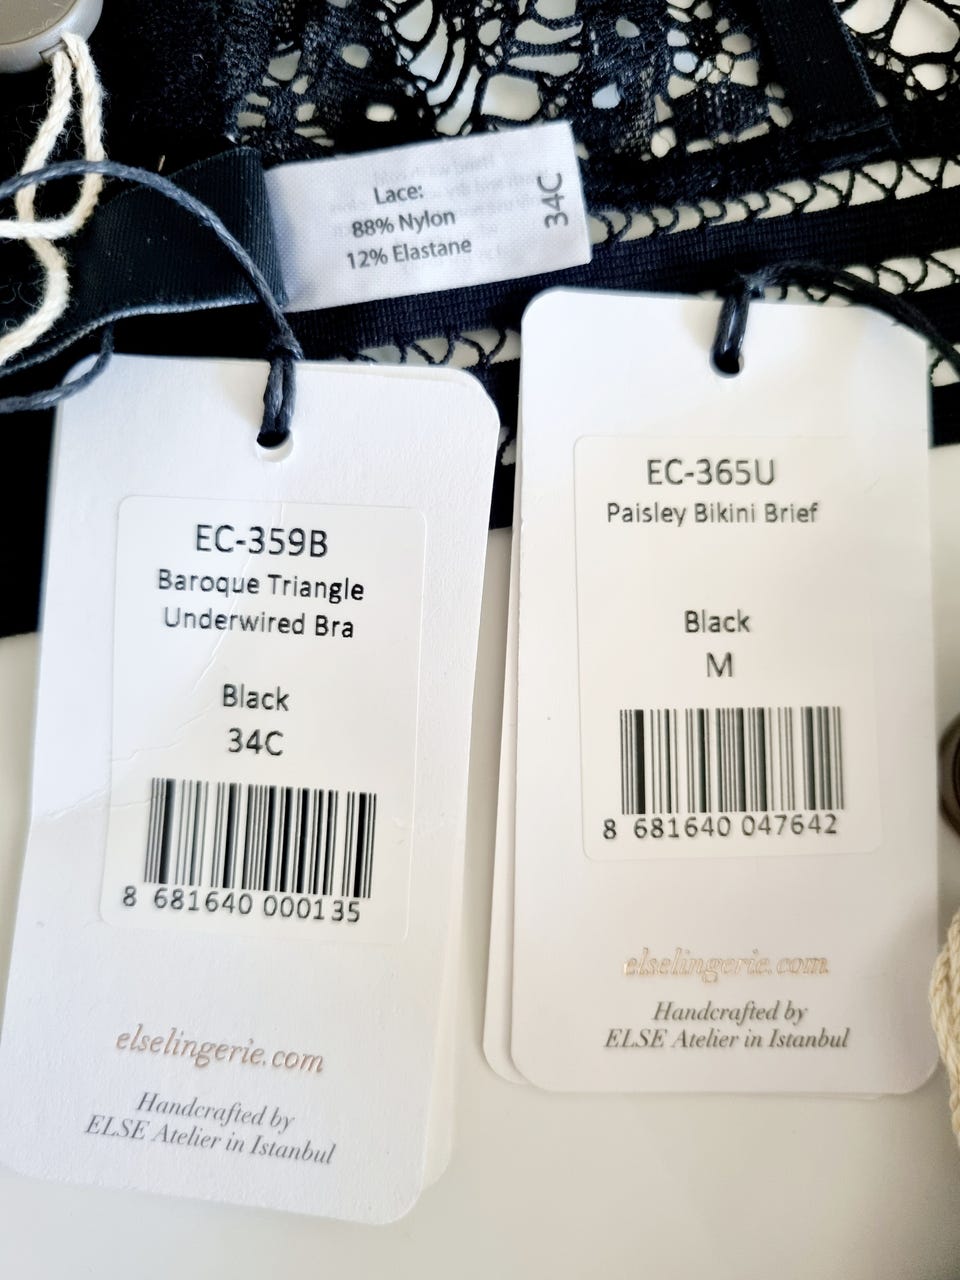 Lace:
88% Nylon
12% Elastane
34C
EC-359B
Baroque Triangle
Underwired Bra
Black
34C
8 681640 000135
elselingerie.com
Handcrafted by
ELSE Atelier in Istanbul
EC-365U
Paisley Bikini Brief
Black
M
8 681640 047642
elselingerie.com
Handcrafted by
ELSE Atelier in Istanbul